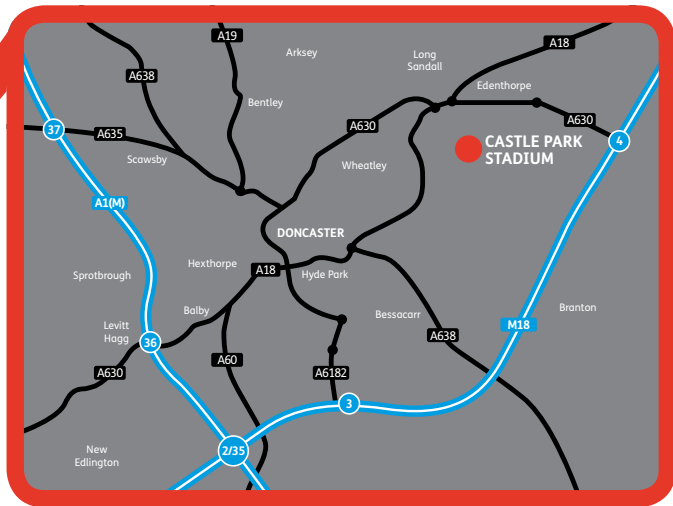 A19
A18
Arksey
Long
Sandall
A638
Edenthorpe
Bentley
A630
A630
37
A635
4
CASTLE PARK
STADIUM
Scawsby
Wheatley
A1(M)
DONCASTER
Hexthorpe
A18
Hyde Park
Sprotbrough
Balby
Bessacarr
Branton
Levitt
Hagg
M18
36
A638
A630
A60
A6182
3
New
Edlington
2/35